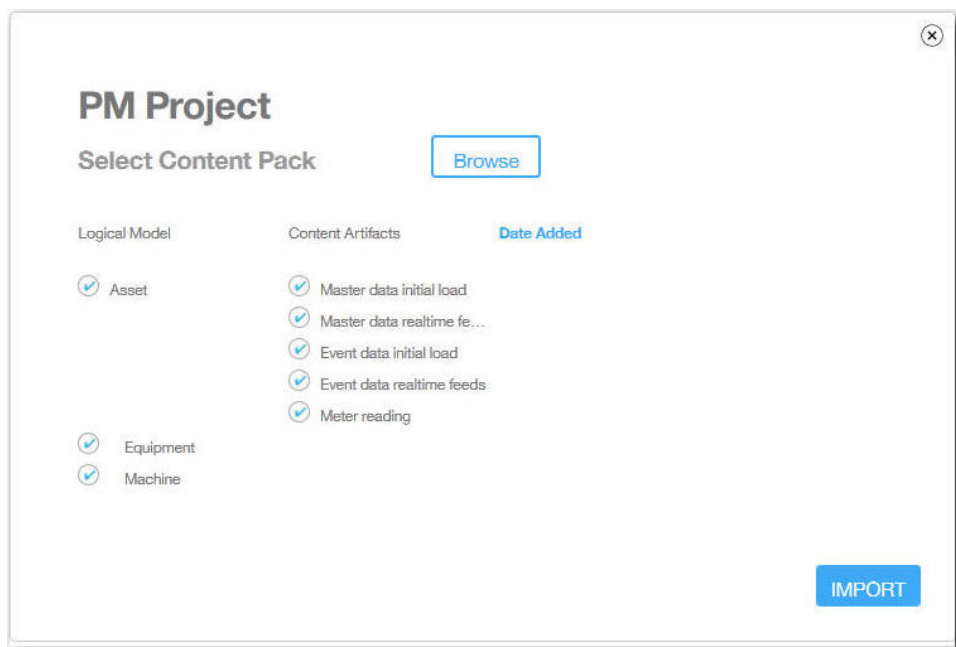 PM Project
Select Content Pack Browse
Logical Model Content Artifacts Date Added
Asset Master data initial load
Master data realtime fe...
Event data initial load
Event data realtime feeds
Meter reading
Equipment
Machine
IMPORT